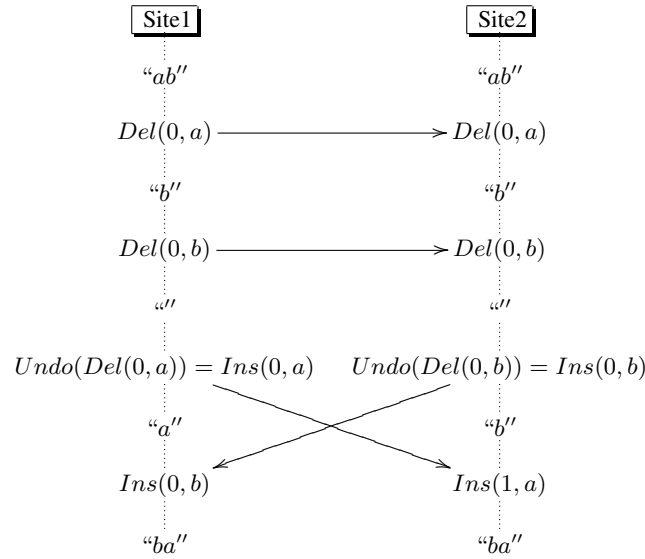 Site1 Site2
“ab″ “ab″
Del(0, a) Del(0, a)
“b″ “b″
Del(0, b) Del(0, b)
“″ “″
Undo(Del(0, a)) = Ins(0, a) Undo(Del(0, b)) = Ins(0, b)
“a″ “b″
Ins(0, b) Ins(1, a)
“ba″ “ba″